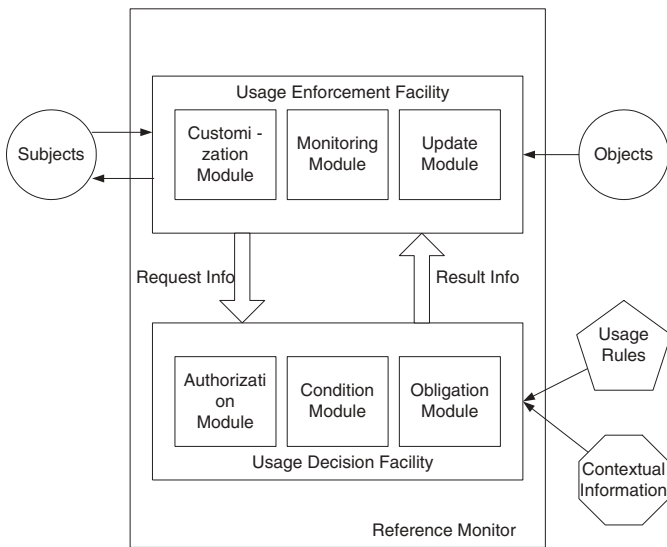 Usage Enforcement Facility
Subjects
Customi -
zation
Module
Monitoring
Module
Update
Module
Objects
Request Info
Result Info
Usage
Rules
Authorizati
on Module
Condition
Module
Obligation
Module
Usage Decision Facility
Contextual
Information
Reference Monitor